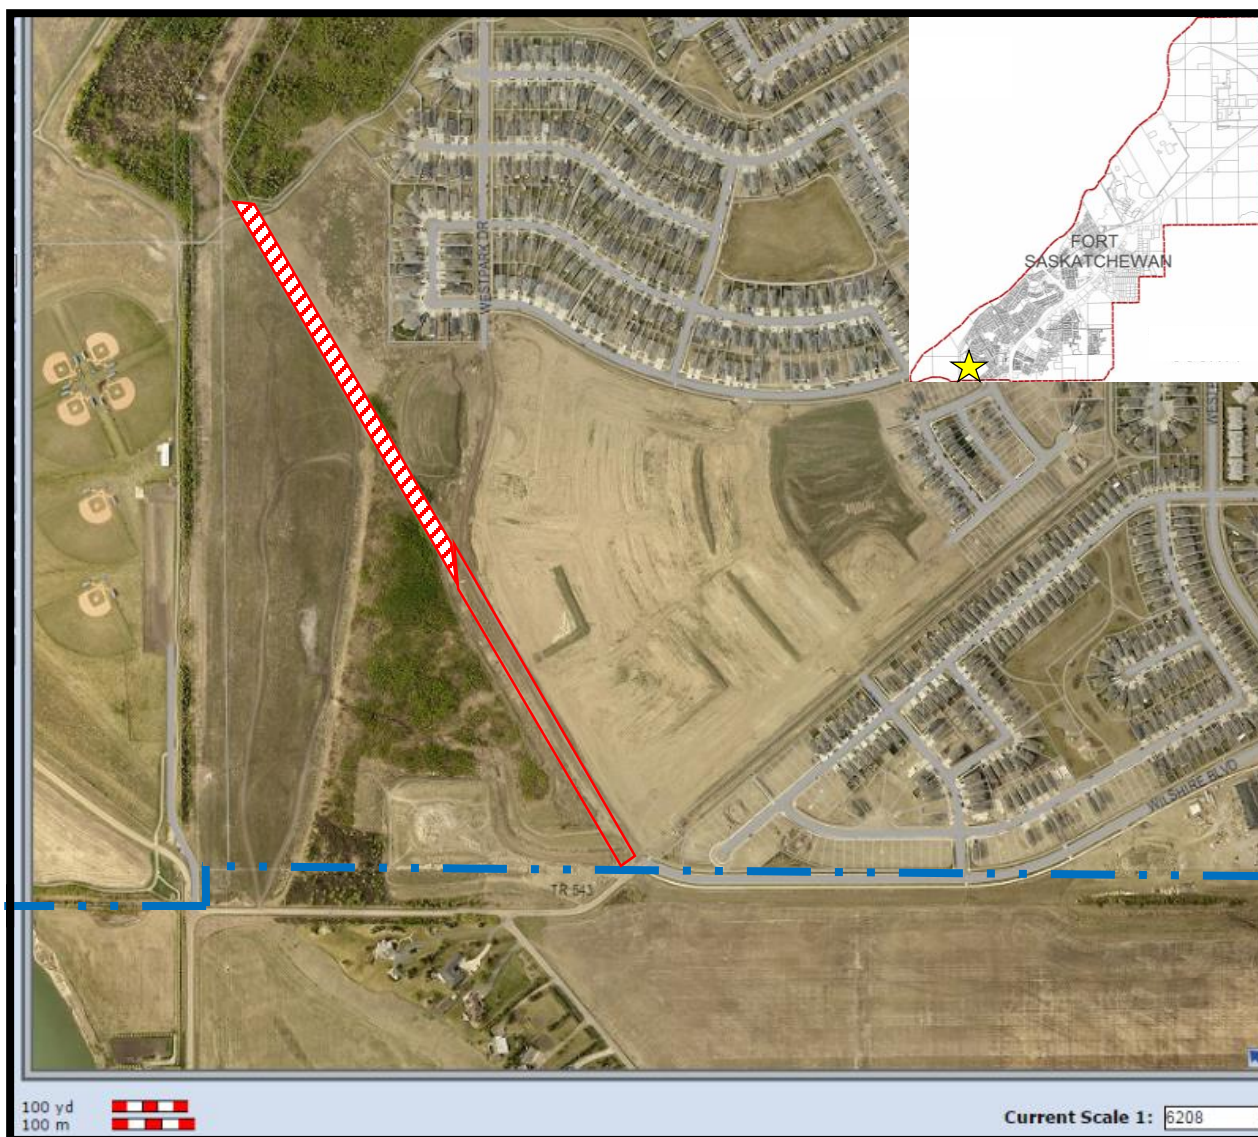 FORT
SASKATCHEWAN
WESTPARK DR
WILSHIRE BLVD
TR 543
100 yd
100 m
Current Scale 1: 6208